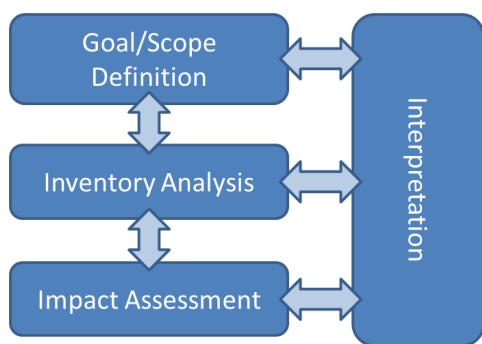 Goal/Scope
Definition
Inventory Analysis
Impact Assessment
Interpretation